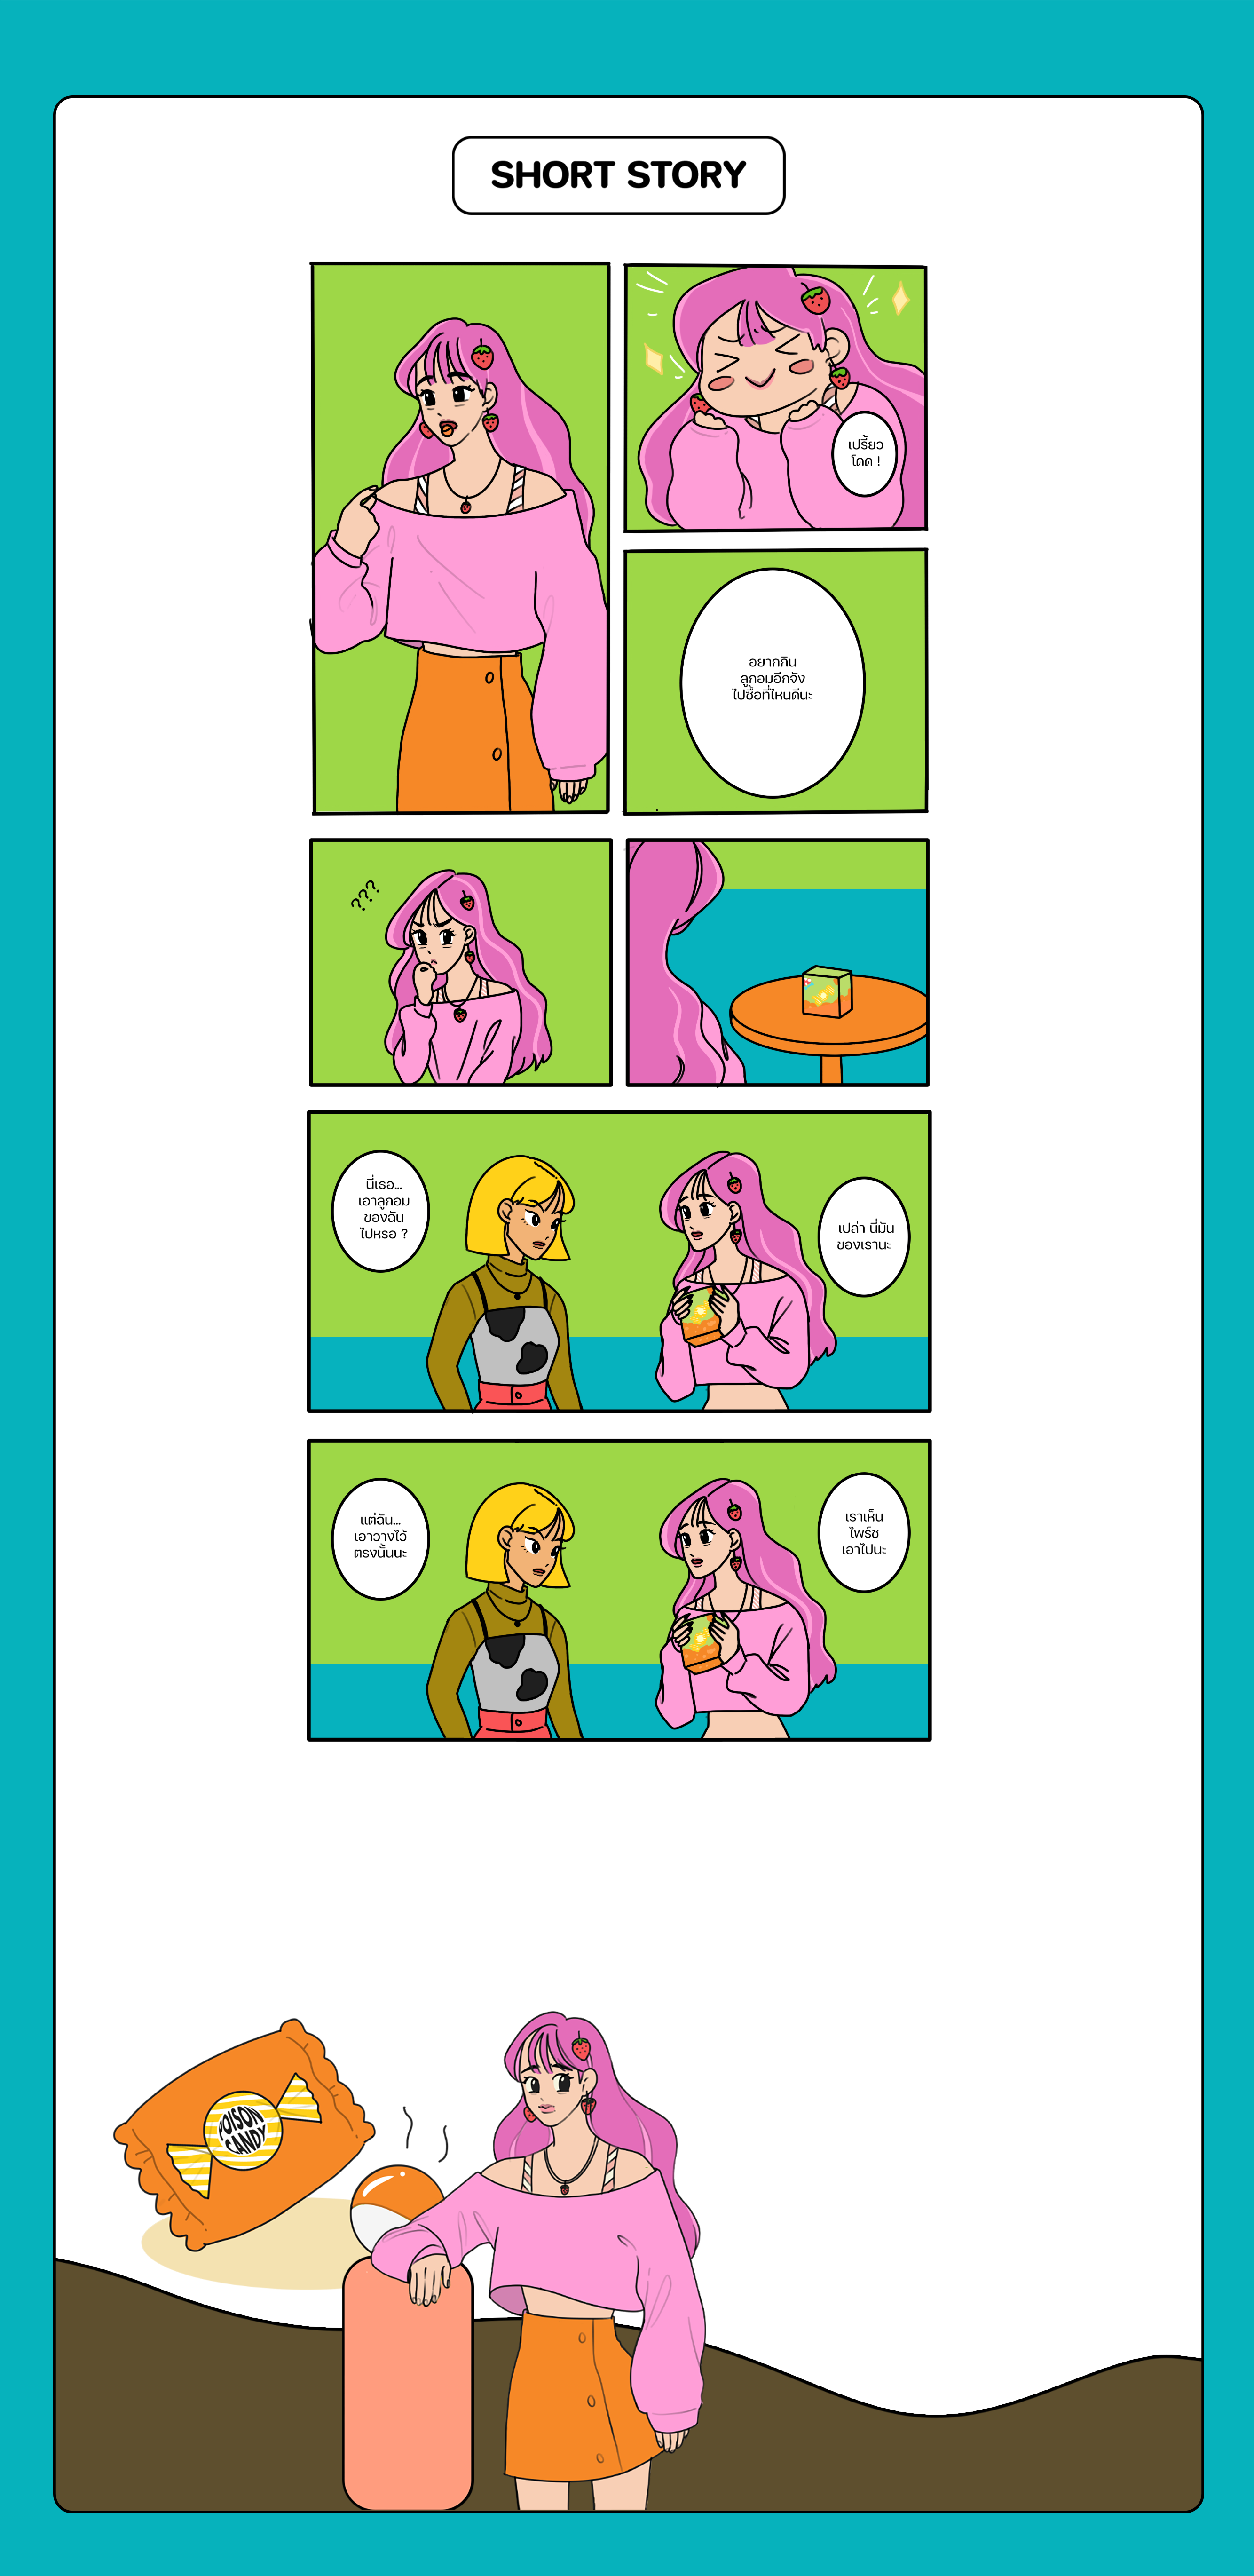 SHORT STORY
เปรี้ยว
โดด !
อยากกิน
ลูกอมอีกจัง
ไปซื้อที่ไหนดีนะ
???
นี่เธอ...
เอาลูกอม
ของฉัน
ไปหรอ ?
เปล่า นี่มัน
ของเรานะ
แต่ฉัน...
เอาวางไว้
ตรงนั้นนะ
เราเห็น
ไพร์ซ
เอาไปนะ
POISON
CANDY